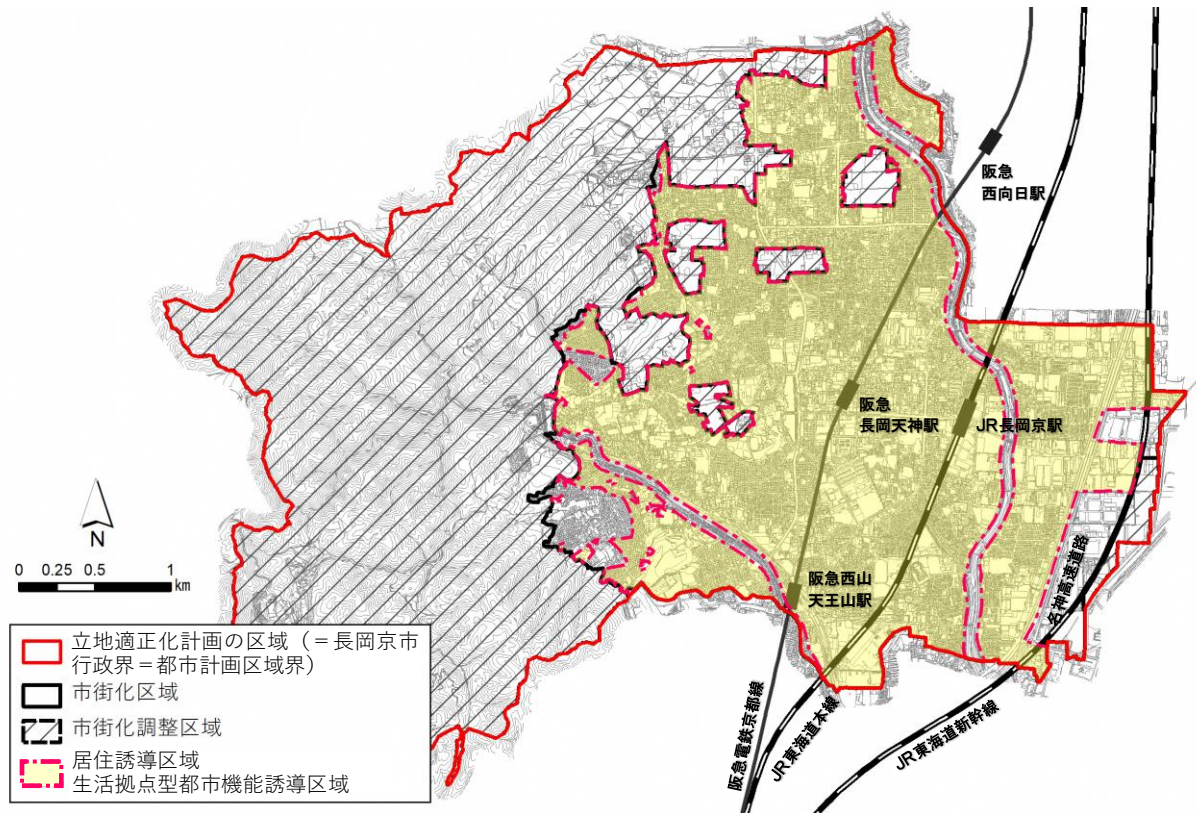 阪急
西向日駅
阪急
長岡天神駅
JR長岡京駅
阪急西山
天王山駅
名神高速道路
阪急電鉄京都線
JR東海道本線
JR東海道新幹線
N
0 0.25 0.5 1
km
立地適正化計画の区域（＝長岡京市
行政界＝都市計画区域界）
市街化区域
市街化調整区域
居住誘導区域
生活拠点型都市機能誘導区域